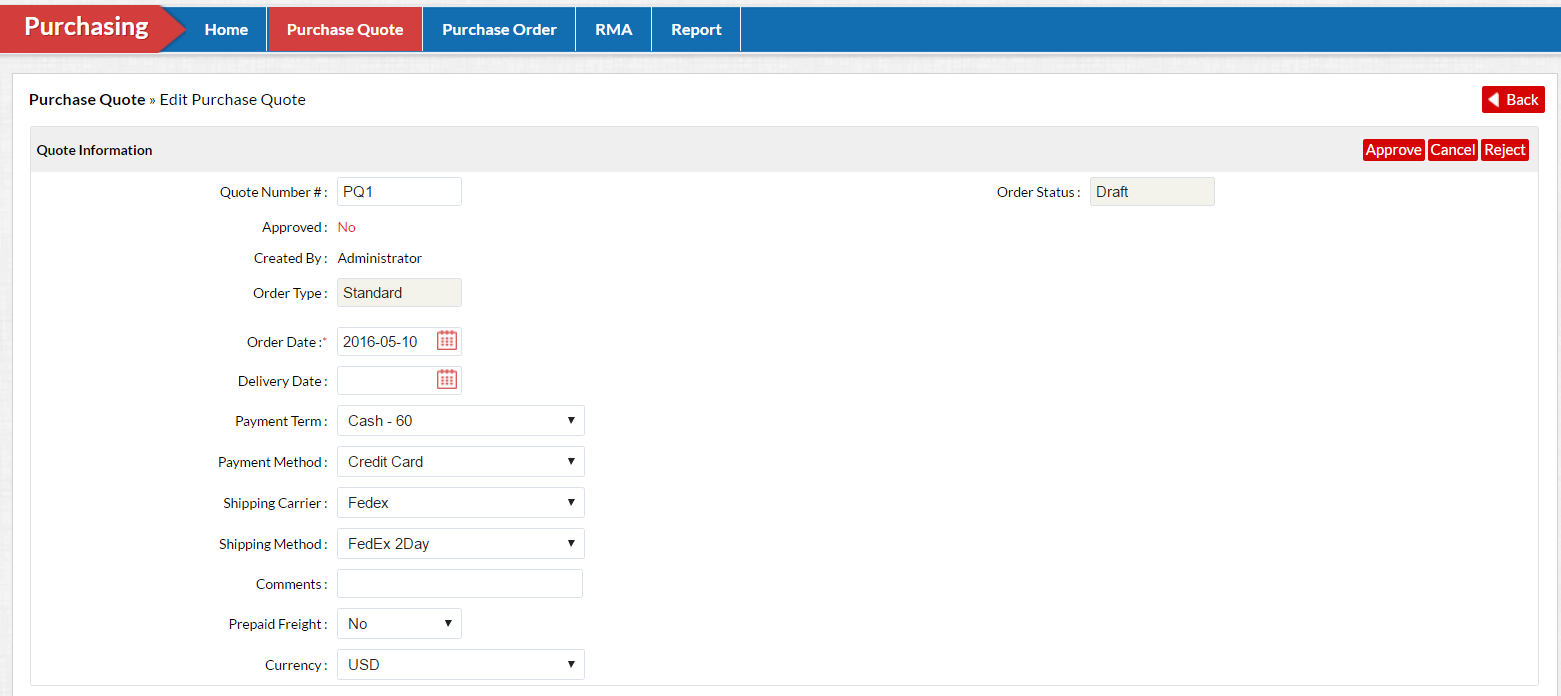 Purchasing Home Purchase Quote Purchase Order RMA Report
Purchase Quote » Edit Purchase Quote Back
Quote Information Approve Cancel Reject
Quote Number # : PQ1 Order Status : Draft
Approved : No
Created By : Administrator
Order Type : Standard
Order Date :* 2016-05-10
Delivery Date :
Payment Term : Cash - 60
Payment Method : Credit Card
Shipping Carrier : Fedex
Shipping Method : FedEx 2Day
Comments :
Prepaid Freight : No
Currency : USD